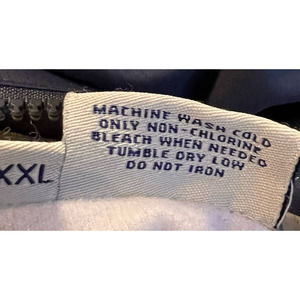 MACHINE WASH COLD
ONLY NON-CHLORINE
BLEACH WHEN NEEDED
TUMBLE DRY LOW
DO NOT IRON
XXL